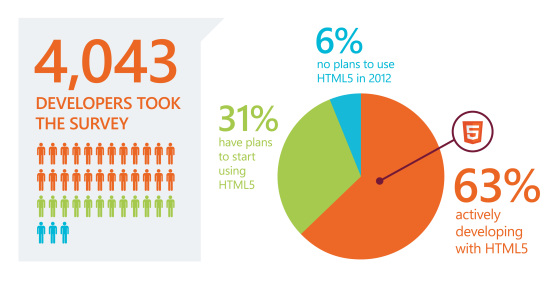 4,043
DEVELOPERS TOOK
THE SURVEY
6%
no plans to use
HTML5 in 2012
31%
have plans
to start
using
HTML5
5
63%
actively
developing
with HTML5